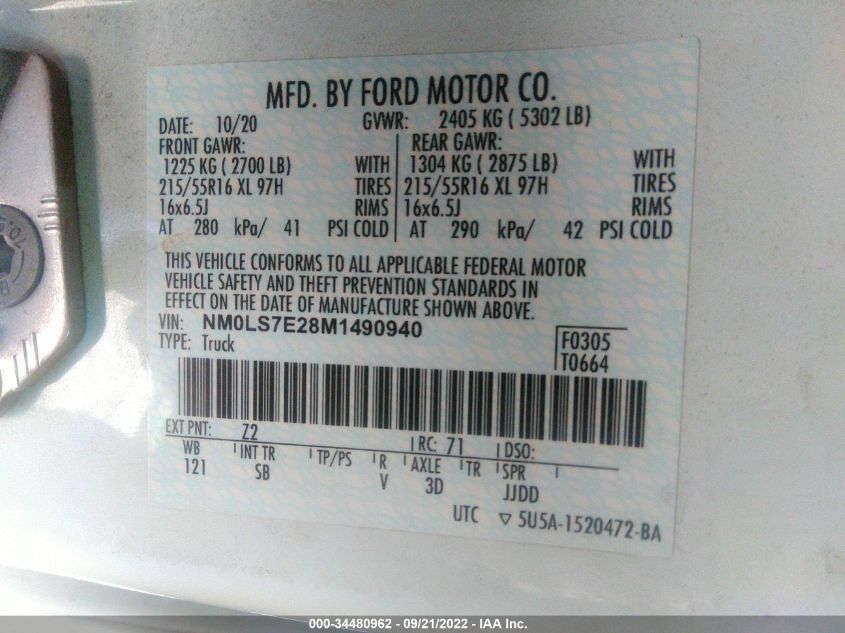 MFD. BY FORD MOTOR CO.
DATE: 10/20 GVWR: 2405 KG ( 5302 LB)
FRONT GAWR: REAR GAWR:
1225 KG ( 2700 LB) WITH 1304 KG ( 2875 LB) WITH
215/55R16 XL 97H TIRES 215/55R16 XL 97H TIRES
16x6.5J RIMS 16x6.5J RIMS
AT 280 kPa/ 41 PSI COLD AT 290 kPa/ 42 PSI COLD
THIS VEHICLE CONFORMS TO ALL APPLICABLE FEDERAL MOTOR
VEHICLE SAFETY AND THEFT PREVENTION STANDARDS IN
EFFECT ON THE DATE OF MANUFACTURE SHOWN ABOVE.
VIN: NM0LS7E28M1490940
TYPE: Truck
F0305
T0664
EXT PNT: Z2 RC: 71 DSO:
WB INT TR TP/PS R AXLE TR SPR
121 SB V 3D JJDD
UTC ▽ 5U5A-1520472-BA
000-34480962 - 09/21/2022 - IAA Inc.